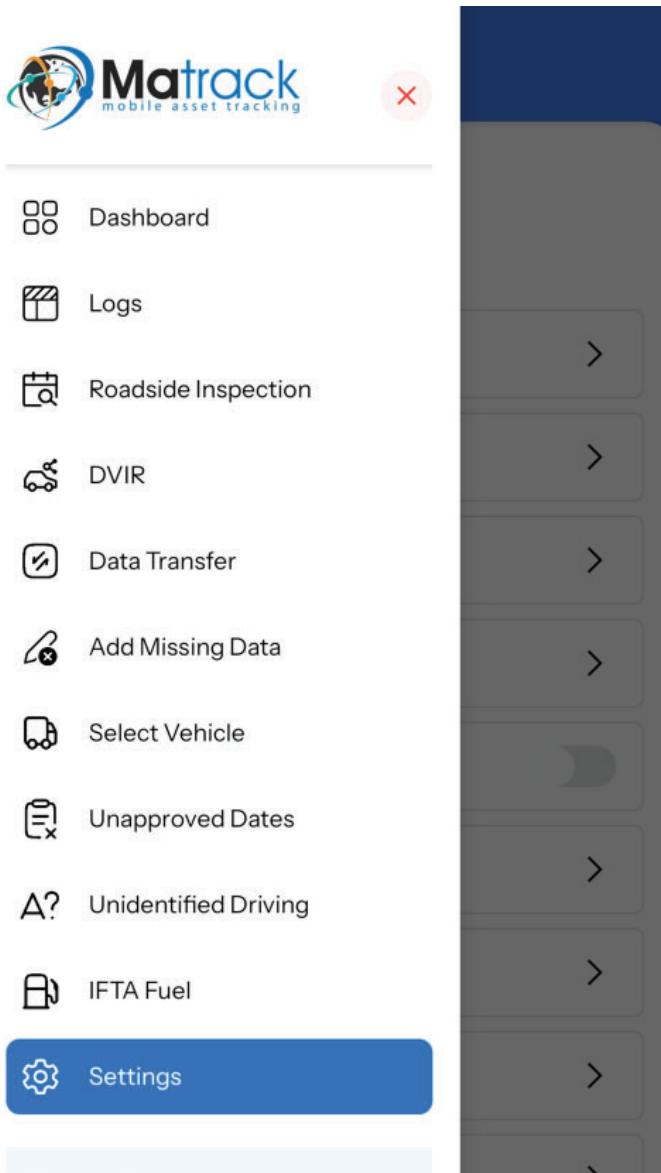 Matrack
mobile asset tracking
Dashboard
Logs
Roadside Inspection
DVIR
Data Transfer
Add Missing Data
Select Vehicle
Unapproved Dates
A? Unidentified Driving
IFTA Fuel
Settings